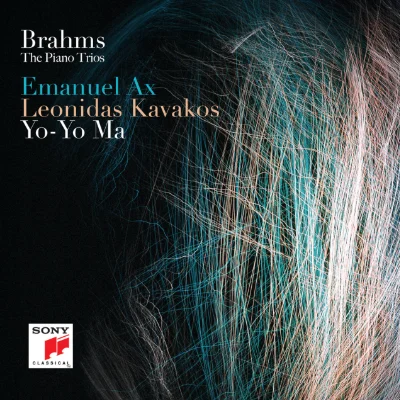 Brahms
The Piano Trios
Emanuel Ax
Leonidas Kavakos
Yo-Yo Ma
SONY
CLASSICAL